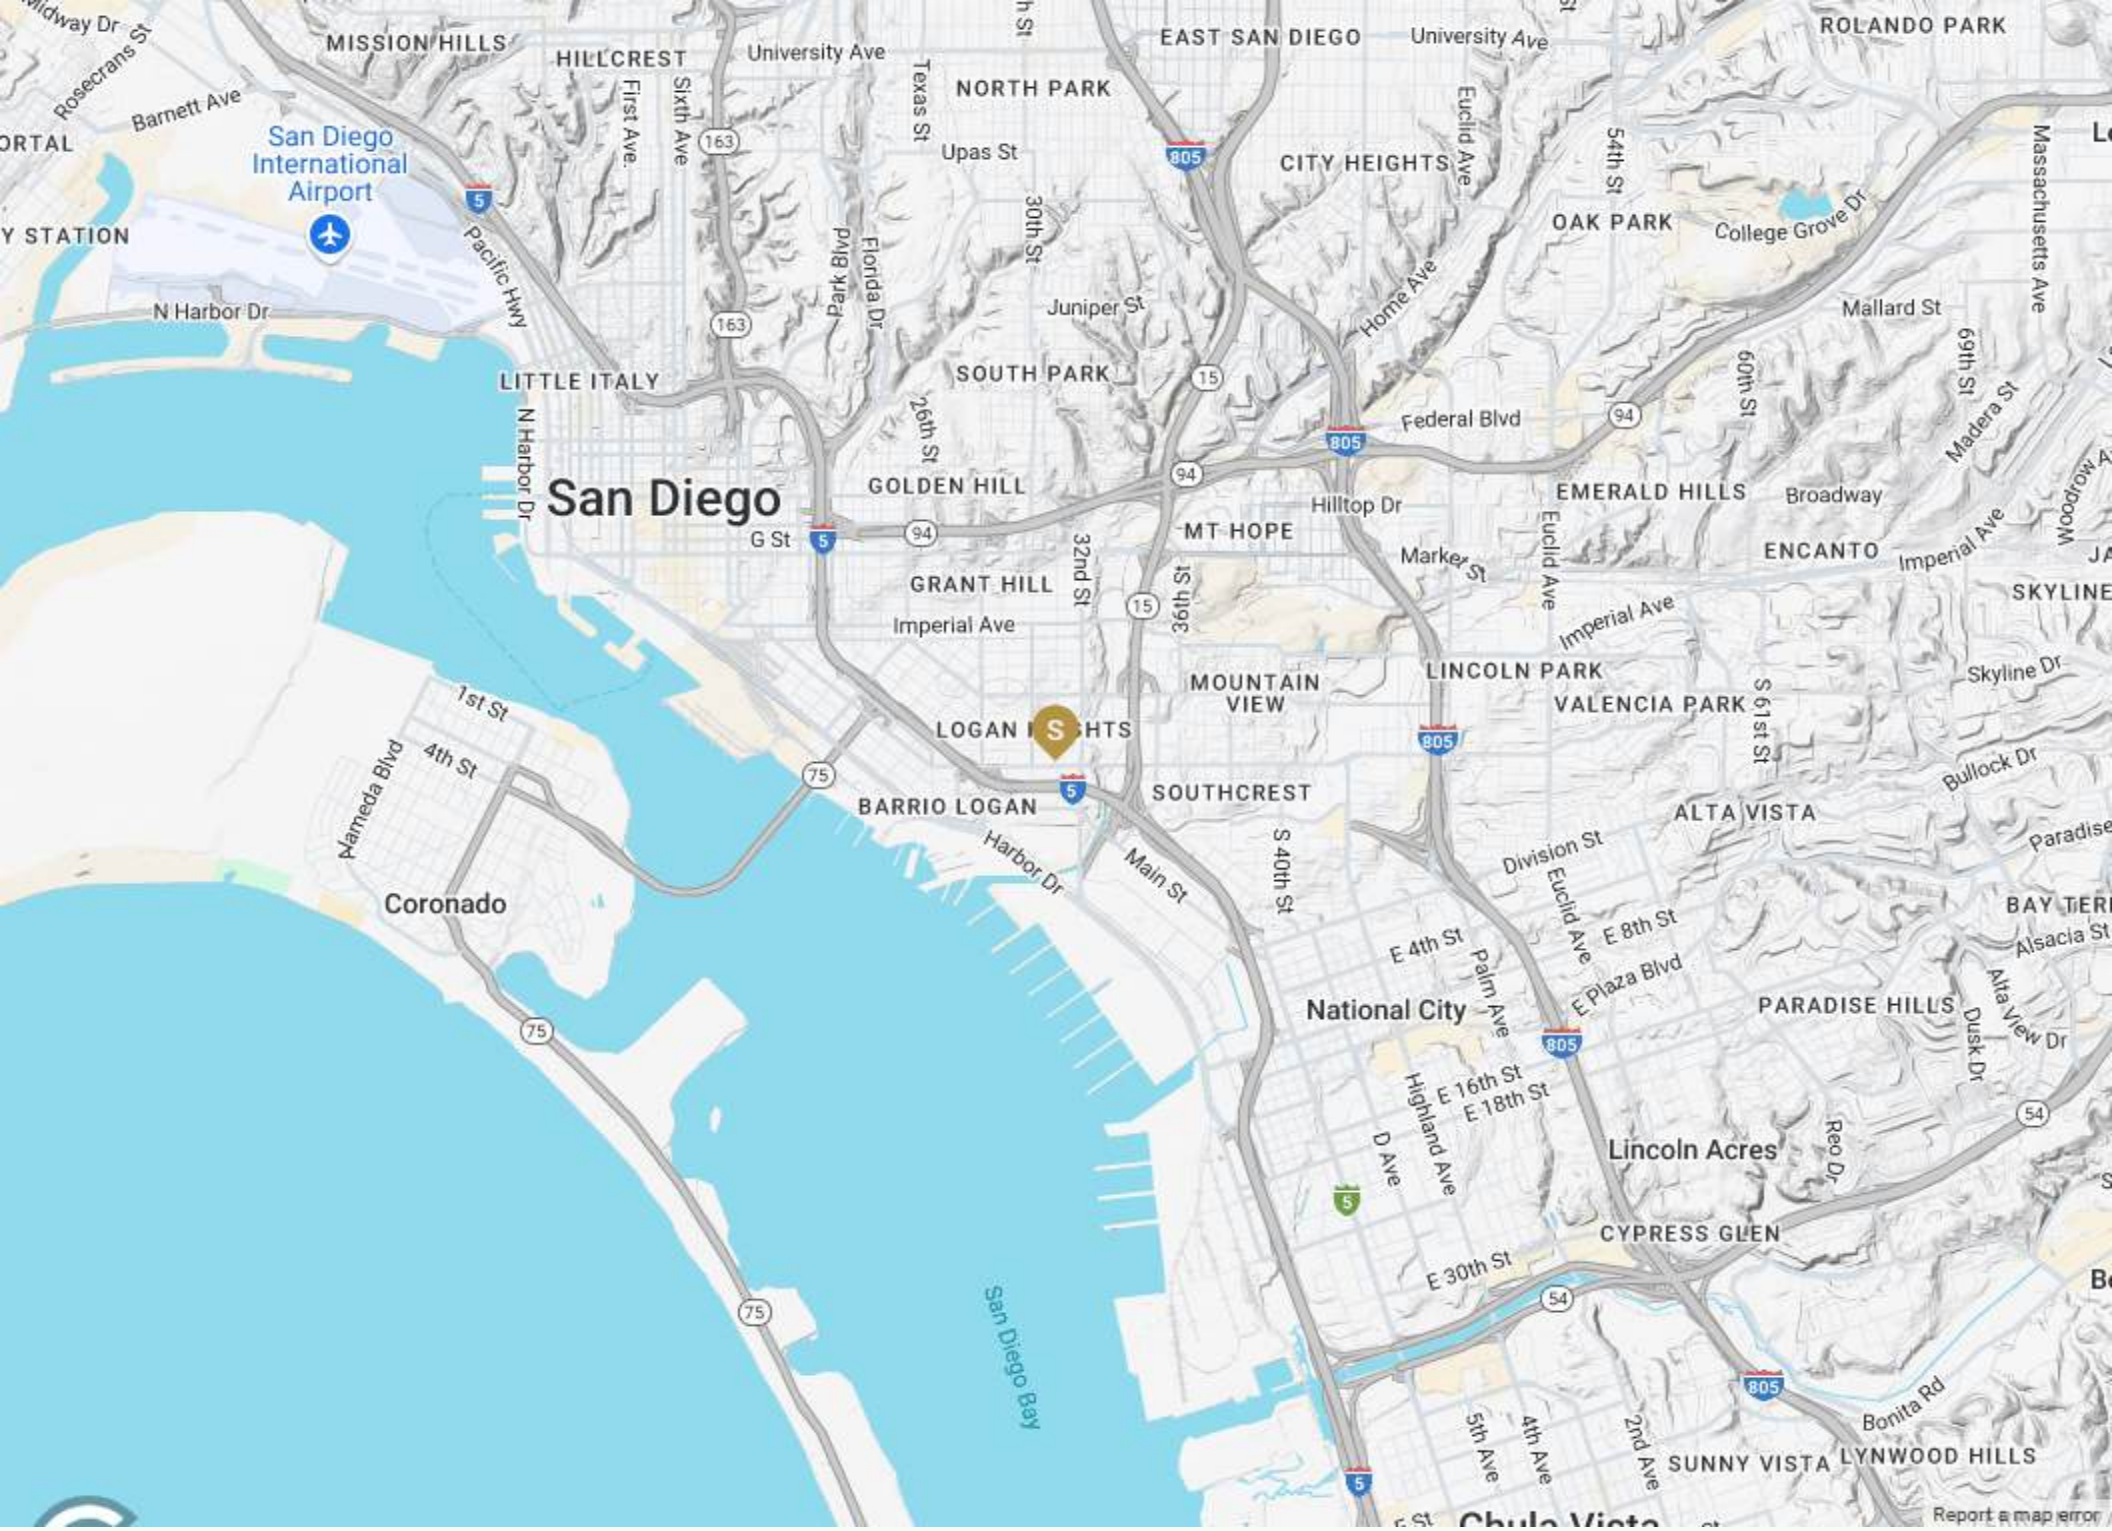 Midway Dr
Rosecrans St
Barnett Ave
MISSION HILLS
HILLCREST
University Ave
First Ave.
Sixth Ave
163
Texas St
NORTH PARK
Upas St
30th St
EAST SAN DIEGO
University Ave
805
CITY HEIGHTS
Euclid Ave
54th St
ROLANDO PARK
OAK PARK
College Grove Dr
Massachusetts Ave
ORTAL
San Diego
International
Airport
5
Pacific Hwy
Y STATION
N Harbor Dr
Park Blvd
Florida Dr
163
Juniper St
Home Ave
Mallard St
69th St
60th St
Madera St
LITTLE ITALY
SOUTH PARK
15
26th St
Federal Blvd
94
805
N Harbor Dr
San Diego
GOLDEN HILL
94
Hilltop Dr
EMERALD HILLS
Broadway
Woodrow A
G St
5
94
MT HOPE
32nd St
36th St
Market St
Euclid Ave
ENCANTO
Imperial Ave
JA
SKYLINE
GRANT HILL
15
Imperial Ave
Imperial Ave
LINCOLN PARK
Skyline Dr
MOUNTAIN
VIEW
VALENCIA PARK
S 61st St
1st St
4th St
Alameda Blvd
LOGAN HEIGHTS
S
805
75
5
BARRIO LOGAN
SOUTHCREST
Bullock Dr
ALTA VISTA
Paradise
Harbor Dr
Main St
S 40th St
Division St
Euclid Ave
E 8th St
BAY TER
Alsacia St
Coronado
E 4th St
Palm Ave
E Plaza Blvd
National City
PARADISE HILLS
Alta View Dr
Dusk Dr
75
805
E 16th St
E 18th St
Highland Ave
D Ave
54
Lincoln Acres
Reo Dr
5
CYPRESS GLEN
E 30th St
54
75
San Diego Bay
805
Bonita Rd
5th Ave
4th Ave
2nd Ave
SUNNY VISTA
LYNWOOD HILLS
5
E St
Chula Vista
Report a map error